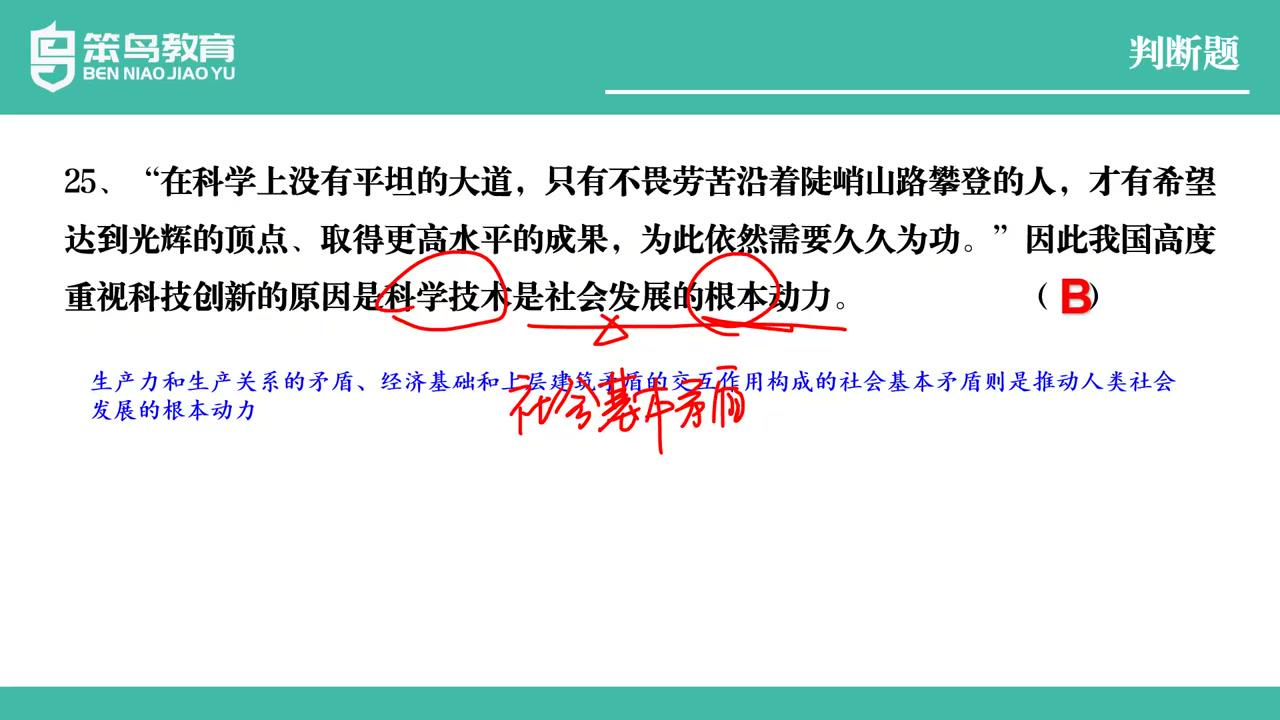 笨鸟教育
BEN NIAO JIAO YU
判断题
25、“在科学上没有平坦的大道，只有不畏劳苦沿着陡峭山路攀登的人，才有希望
达到光辉的顶点、取得更高水平的成果，为此依然需要久久为功。”因此我国高度
重视科技创新的原因是科学技术是社会发展的根本动力。（B）
生产力和生产关系的矛盾、经济基础和上层建筑矛盾的交互作用构成的社会基本矛盾则是推动人类社会
发展的根本动力
社会基本矛盾